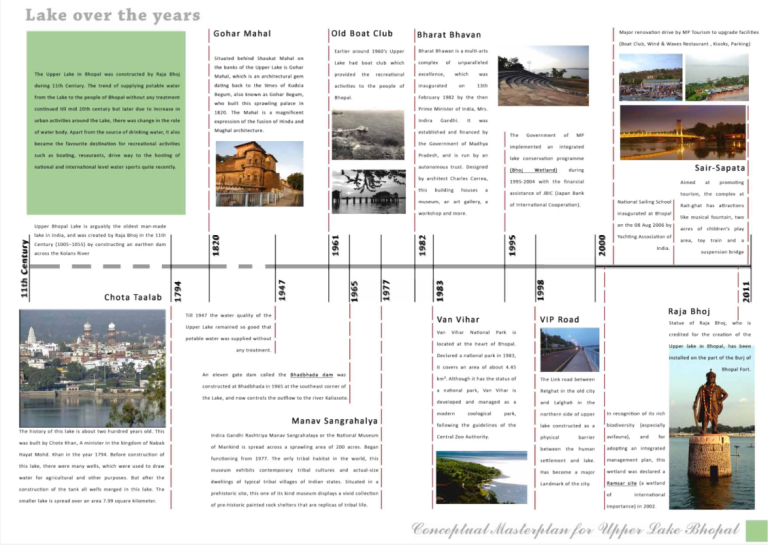 Lake over the years
The Upper Lake in Bhopal was constructed by Raja Bhoj
during 11th Century. The trend of supplying potable water
from the Lake to the people of Bhopal without any treatment
continued till mid 20th century but later due to increase in
urban activities around the Lake, there was change in the role
of water body. Apart from the source of drinking water, it also
became the favourite destination for recreational activities
such as boating, restaurants, drive way to the hosting of
national and international level water sports quite recently.
Upper Bhopal Lake is arguably the oldest man-made
lake in India, and was created by Raja Bhoj in the 11th
Century (1005–1015) by constructing an earthen dam
across the Kolans River
Gohar Mahal
Situated behind Shaukat Mahal on
the banks of the Upper Lake is Gohar
Mahal, which is an architectural gem
dating back to the times of Kudsia
Begum, also known as Gohar Begum,
who built this sprawling palace in
1820. The Mahal is a magnificent
expression of the fusion of Hindu and
Mughal architecture.
Old Boat Club
Earlier around 1960's Upper
Lake had boat club which
provided the recreational
activities to the people of
Bhopal.
Bharat Bhavan
Bharat Bhawan is a multi-arts
complex of unparalleled
excellence, which was
inaugurated on 13th
February 1982 by the then
Prime Minister of India, Mrs.
Indira Gandhi. It was
established and financed by
the Government of Madhya
Pradesh, and is run by an
autonomous trust. Designed
by architect Charles Correa,
this building houses a
museum, an art gallery, a
workshop and more.
The Government of MP
implemented an integrated
lake conservation programme
(Bhoj Wetland) during
1995-2004 with the financial
assistance of JBIC (Japan Bank
of International Cooperation).
Major renovation drive by MP Tourism to upgrade facilities
(Boat Club, Wind & Waves Restaurant , Kiosks, Parking)
National Sailing School
inaugurated at Bhopal
on the 08 Aug 2006 by
Yachting Association of
India.
Sair-Sapata
Aimed at promoting
tourism, the complex at
Rait-ghat has attractions
like musical fountain, two
acres of children's play
area, toy train and a
suspension bridge
11th Century
1794
1820
1947
1961
1965
1977
1982
1983
1995
1998
2000
2011
Chota Taalab
The history of this lake is about two hundred years old. This
was built by Chote Khan, A minister in the kingdom of Nabab
Hayat Mohd. Khan in the year 1794. Before construction of
this lake, there were many wells, which were used to draw
water for agricultural and other purposes. But after the
construction of the tank all wells merged in this lake. The
smaller lake is spread over an area 7.99 square Kilometer.
Till 1947 the water quality of the
Upper Lake remained so good that
potable water was supplied without
any treatment.
An eleven gate dam called the Bhadbhada dam was
constructed at Bhadbhada in 1965 at the southeast corner of
the Lake, and now controls the outflow to the river Kaliasote.
Manav Sangrahalya
Indira Gandhi Rashtriya Manav Sangrahalaya or the National Museum
of Mankind is spread across a sprawling area of 200 acres. Began
functioning from 1977. The only tribal habitat in the world, this
museum exhibits contemporary tribal cultures and actual-size
dwellings of typical tribal villages of Indian states. Situated in a
prehistoric site, this one of its kind museum displays a vivid collection
of pre-historic painted rock shelters that are replicas of tribal life.
Van Vihar
Van Vihar National Park is
located at the heart of Bhopal.
Declared a national park in 1983,
it covers an area of about 4.45
km². Although it has the status of
a national park, Van Vihar is
developed and managed as a
modern zoological park,
following the guidelines of the
Central Zoo Authority.
VIP Road
The Link road between
Retghat in the old city
and Lalghati in the
northern side of upper
lake constructed as a
physical barrier
between the human
settlement and lake.
Has become a major
Landmark of the city
In recognition of its rich
biodiversity (especially
avifauna), and for
adopting an integrated
management plan, this
wetland was declared a
Ramsar site (a wetland
of international
importance) in 2002
Raja Bhoj
Statue of Raja Bhoj, who is
credited for the creation of the
Upper lake in Bhopal, has been
installed on the part of the Burj of
Bhopal Fort.
Conceptual Masterplan for Upper Lake Bhopal